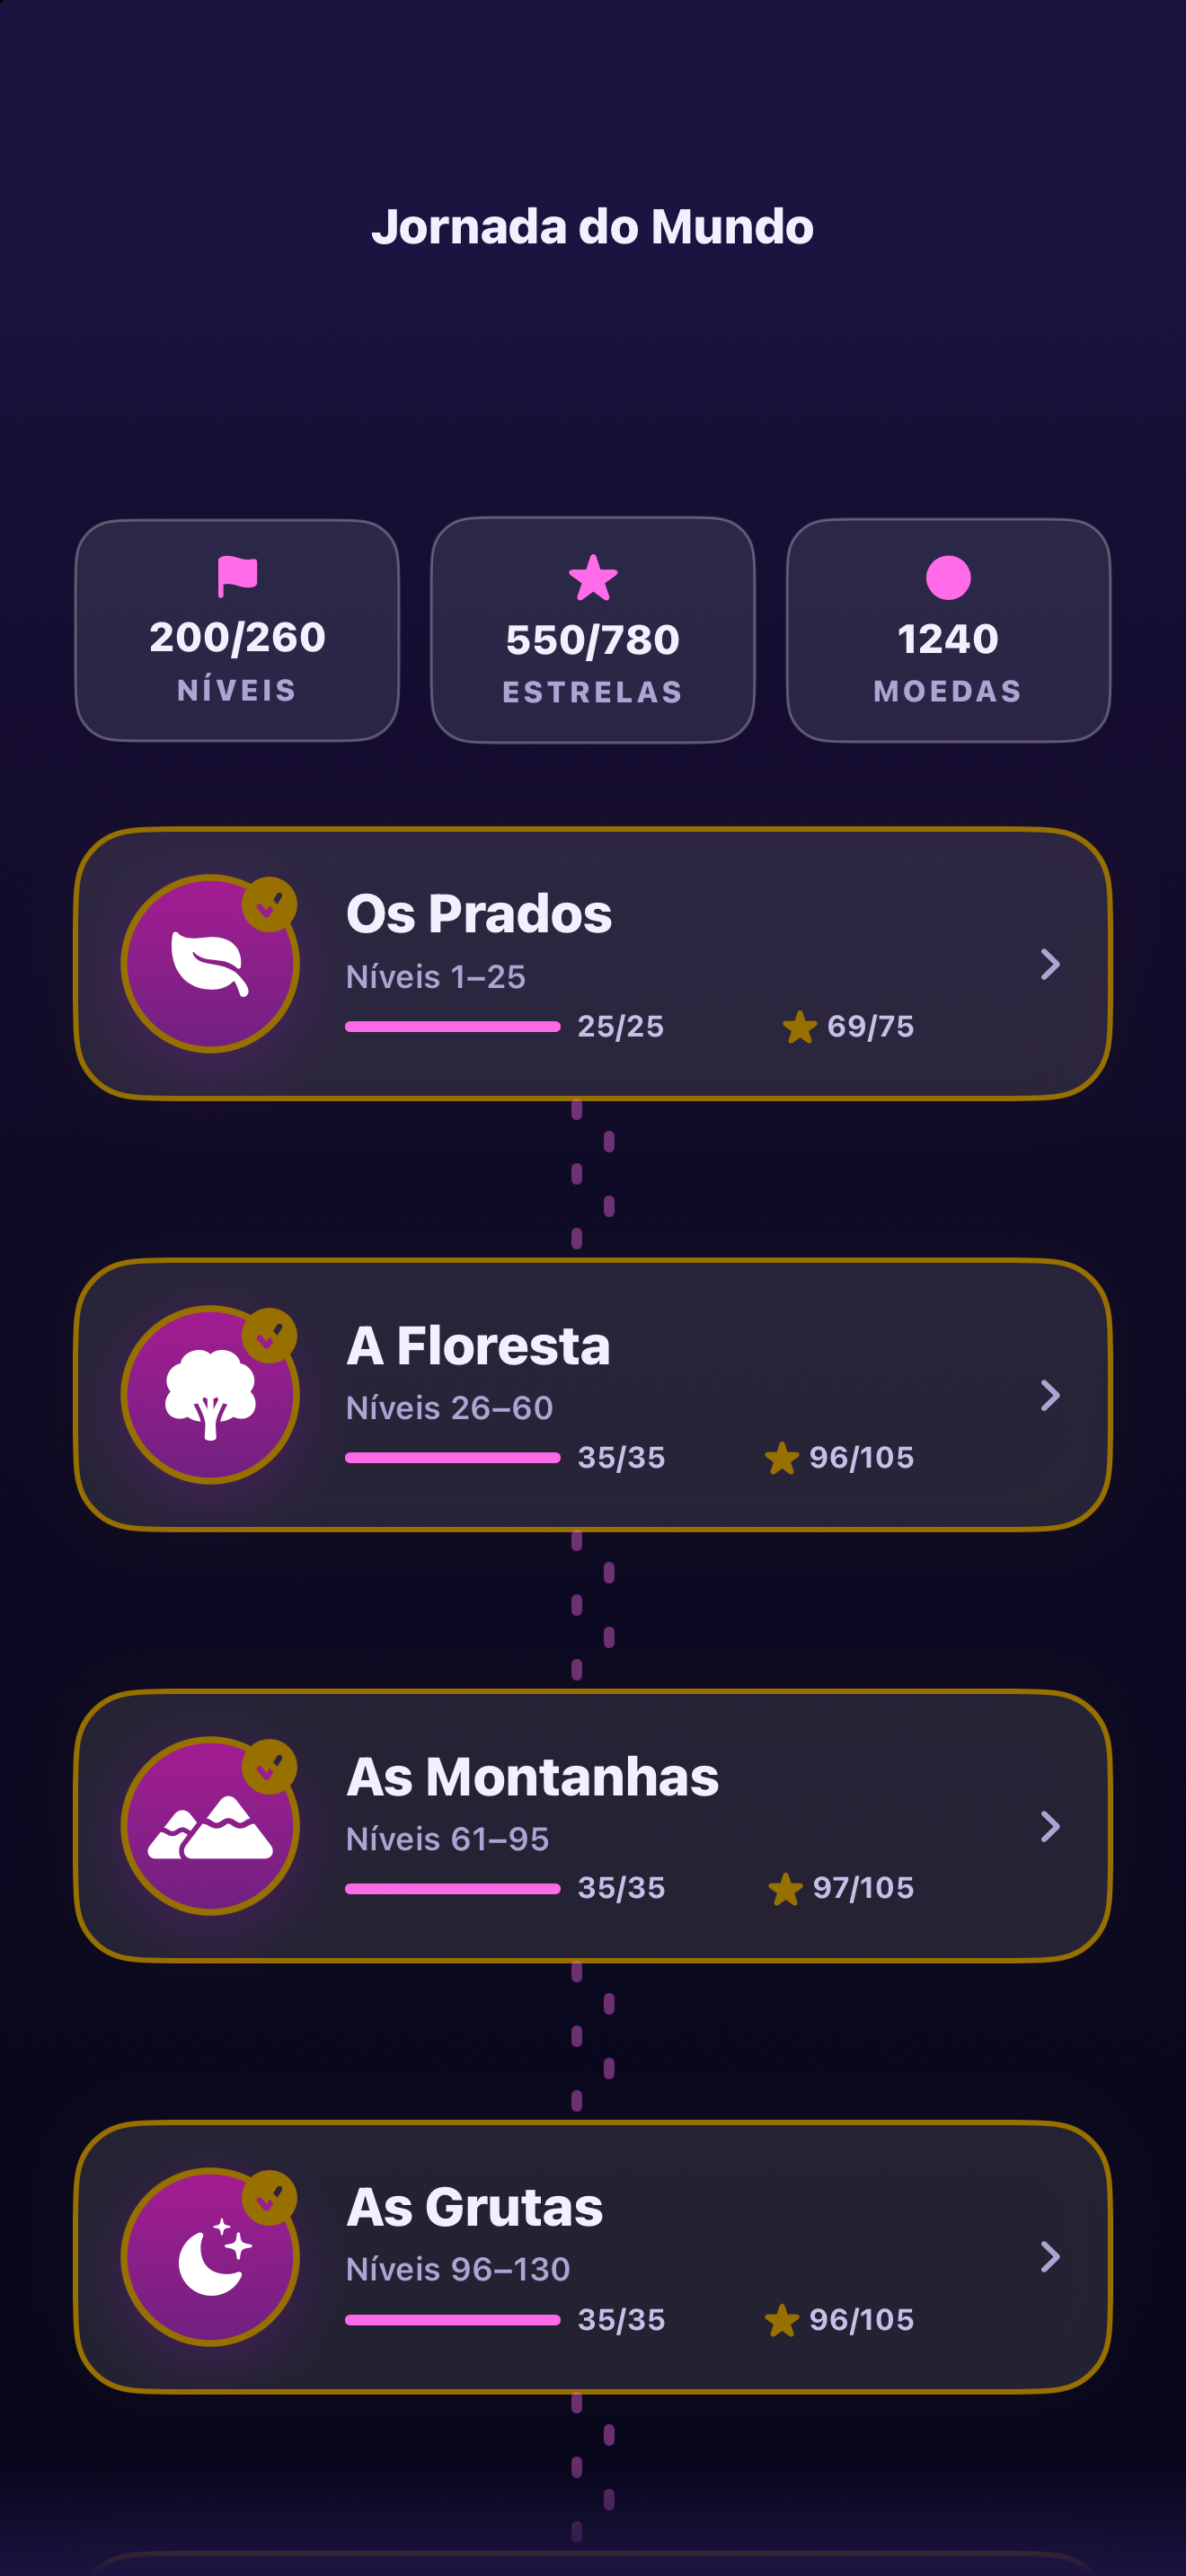 Jornada do Mundo
200/260
NÍVEIS
550/780
ESTRELAS
1240
MOEDAS
Os Prados
Níveis 1–25
25/25
69/75
A Floresta
Níveis 26–60
35/35
96/105
As Montanhas
Níveis 61–95
35/35
97/105
As Grutas
Níveis 96–130
35/35
96/105